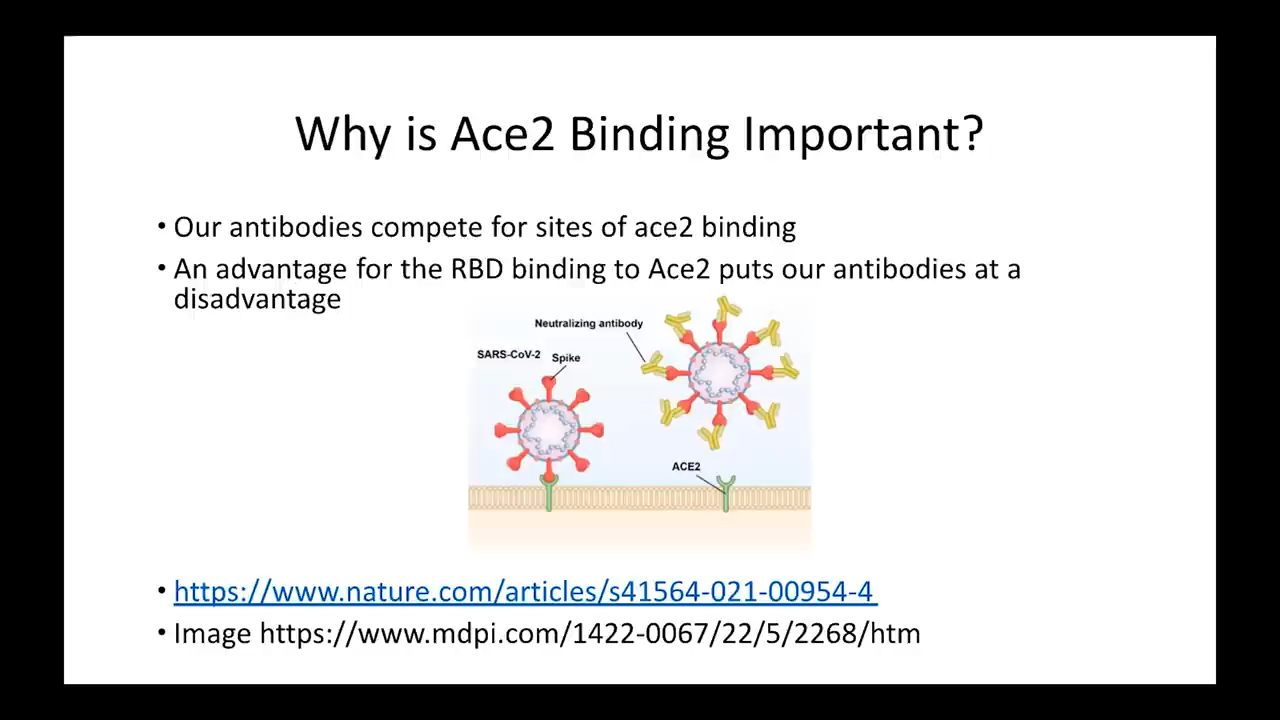 Why is Ace2 Binding Important?
• Our antibodies compete for sites of ace2 binding
• An advantage for the RBD binding to Ace2 puts our antibodies at a
disadvantage
Neutralizing antibody
SARS-CoV-2
Spike
ACE2
• https://www.nature.com/articles/s41564-021-00954-4
• Image https://www.mdpi.com/1422-0067/22/5/2268/htm